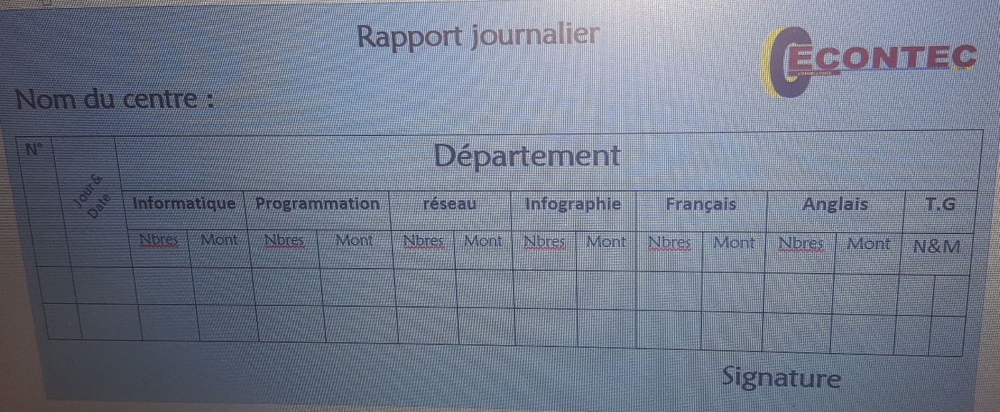 Rapport journalier
ECONTEC
Nom du centre :
N° Jour & Date Département
Informatique Programmation réseau Infographie Français Anglais T.G
Nbres Mont Nbres Mont Nbres Mont Nbres Mont Nbres Mont Nbres Mont N&M
Signature